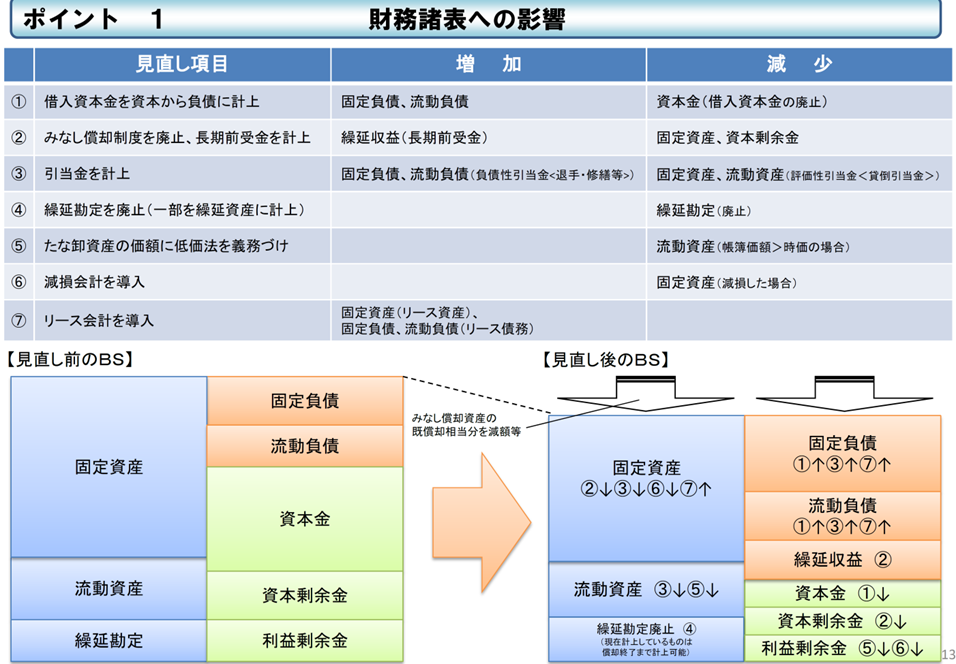 ポイント　1　財務諸表への影響
見直し項目　増　加　減　少
① 借入資本金を資本から負債に計上　固定負債、流動負債　資本金(借入資本金の廃止)
② みなし償却制度を廃止、長期前受金を計上　繰延収益(長期前受金)　固定資産、資本剰余金
③ 引当金を計上　固定負債、流動負債(負債性引当金<退手・修繕等>)　固定資産、流動資産(評価性引当金<貸倒引当金>)
④ 繰延勘定を廃止(一部を繰延資産に計上)　繰延勘定(廃止)
⑤ たな卸資産の価額に低価法を義務づけ　流動資産(帳簿価額>時価の場合)
⑥ 減損会計を導入　固定資産(減損した場合)
⑦ リース会計を導入　固定資産(リース資産)、
固定負債、流動負債(リース債務)
【見直し前のBS】
固定資産
流動資産
繰延勘定
固定負債
流動負債
資本金
資本剰余金
利益剰余金
みなし償却資産の
既償却相当分を減額等
【見直し後のBS】
固定資産
②↓③↓⑥↓⑦↑
流動資産 ③↓⑤↓
繰延勘定廃止 ④
(現在計上しているものは
償却終了まで計上可能)
固定負債
①↑③↑⑦↑
流動負債
①↑③↑⑦↑
繰延収益 ②
資本金 ①↓
資本剰余金 ②↓
利益剰余金 ⑤↓⑥↓
13